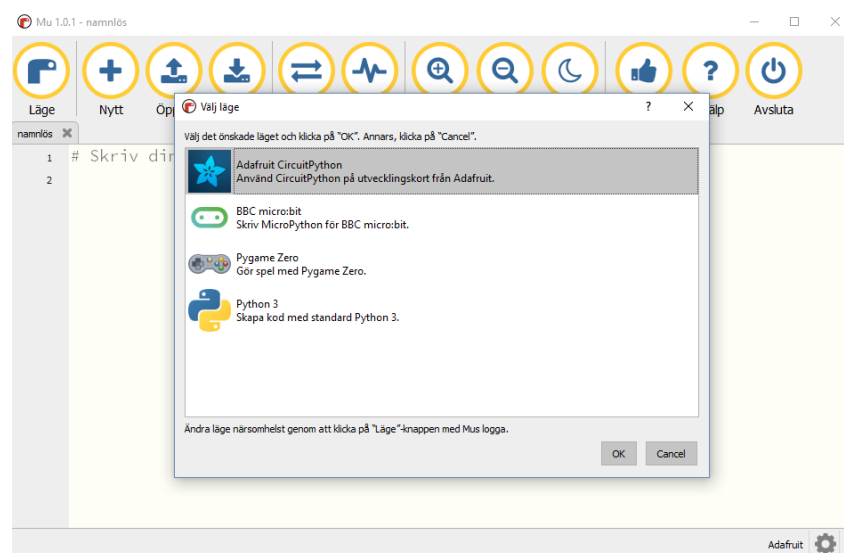 Mu 1.0.1 - namnlös
Läge
Nytt
Avsluta
namnlös
Välj läge
?
Välj det önskade läget och klicka på "OK". Annars, klicka på "Cancel".
1 # Skriv dir
2
Adafruit CircuitPython
Använd CircuitPython på utvecklingskort från Adafruit.
BBC micro:bit
Skriv MicroPython för BBC micro:bit.
Pygame Zero
Gör spel med Pygame Zero.
Python 3
Skapa kod med standard Python 3.
Ändra läge närsomhelst genom att klicka på "Läge"-knappen med Mus logga.
OK
Cancel
Adafruit